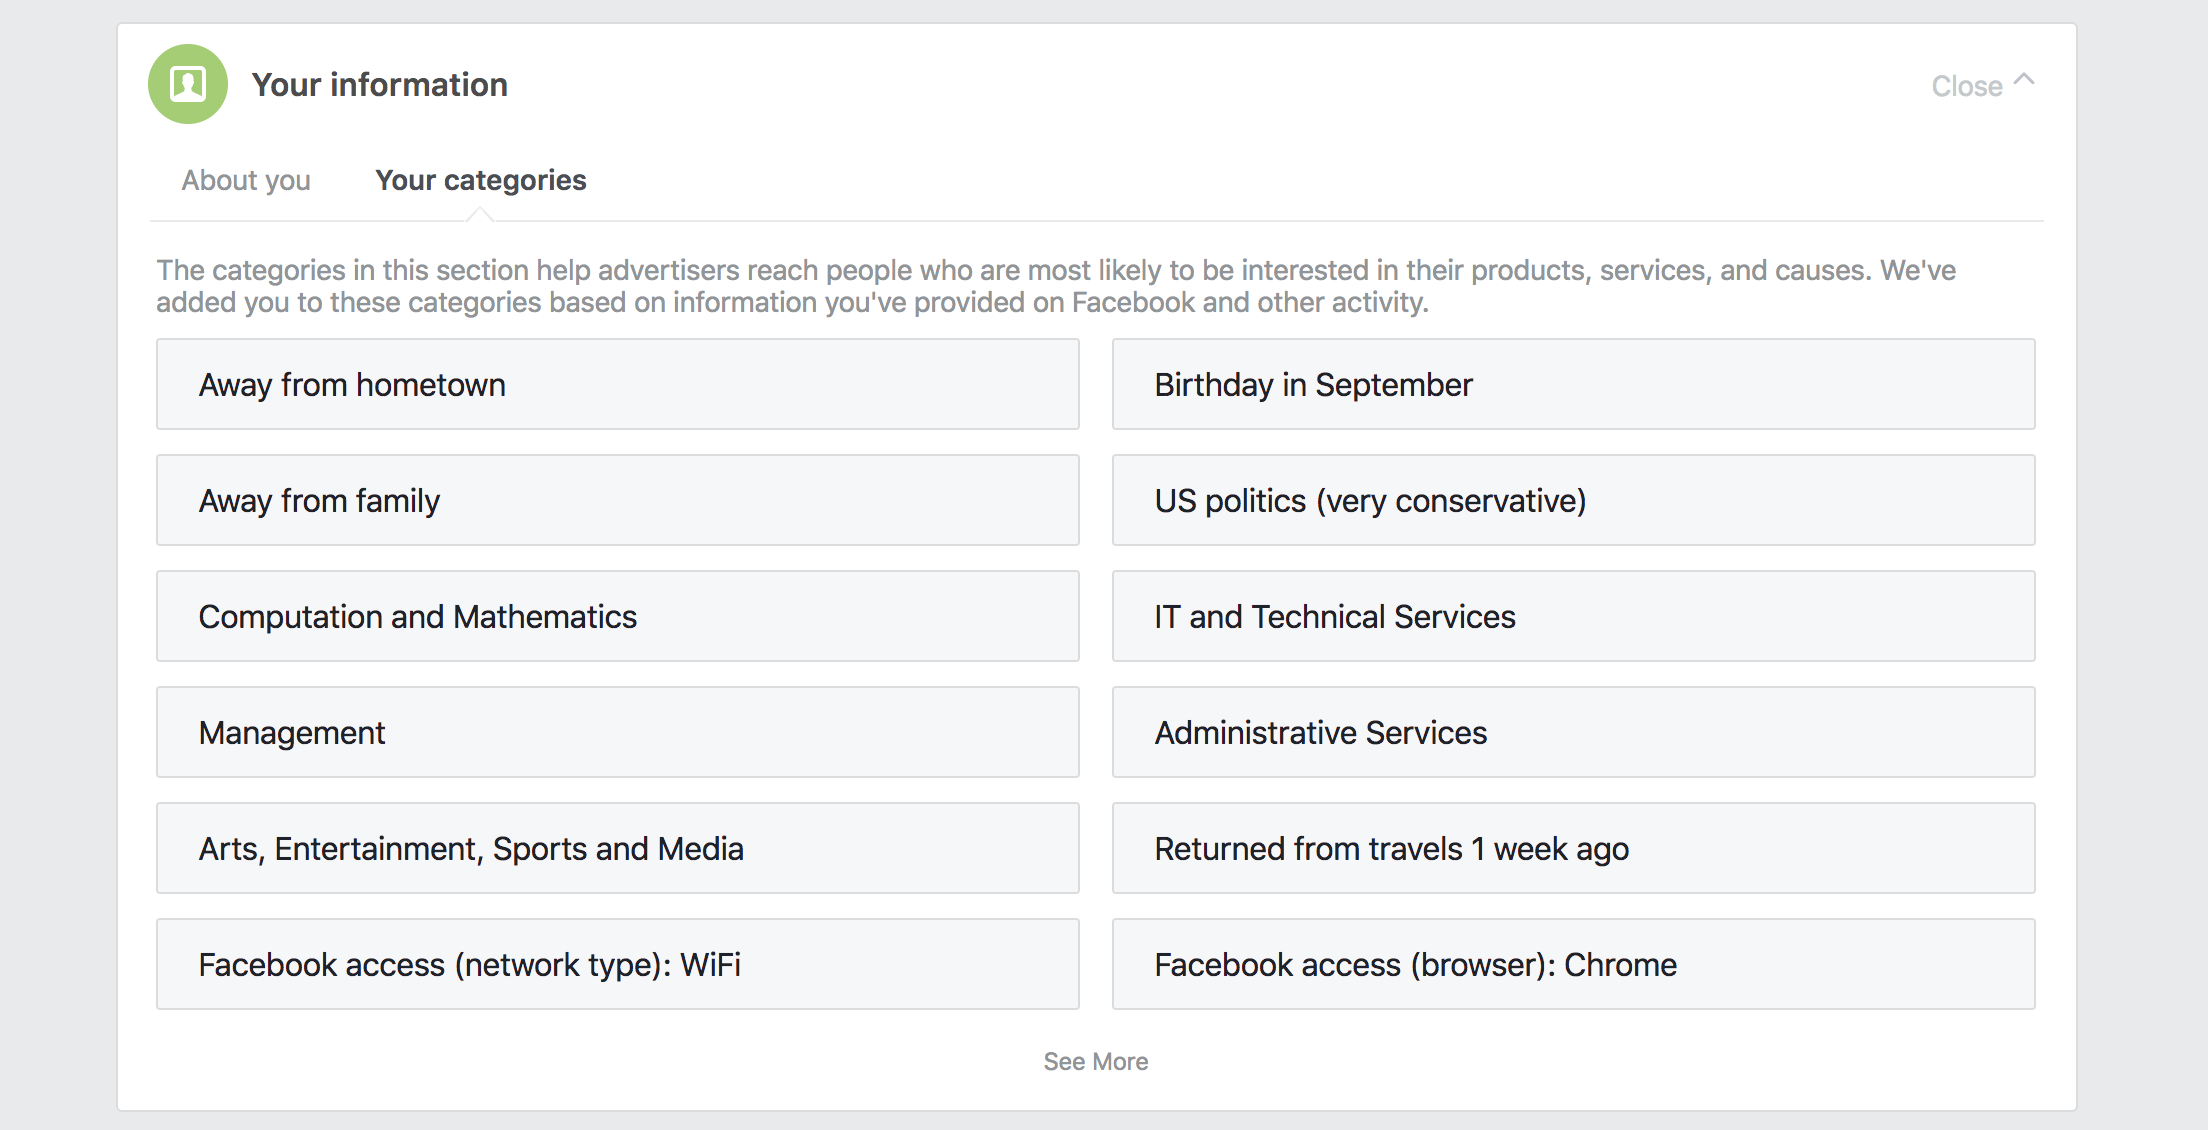 Your information
Close
About you
Your categories
The categories in this section help advertisers reach people who are most likely to be interested in their products, services, and causes. We've
added you to these categories based on information you've provided on Facebook and other activity.
Away from hometown
Birthday in September
Away from family
US politics (very conservative)
Computation and Mathematics
IT and Technical Services
Management
Administrative Services
Arts, Entertainment, Sports and Media
Returned from travels 1 week ago
Facebook access (network type): WiFi
Facebook access (browser): Chrome
See More